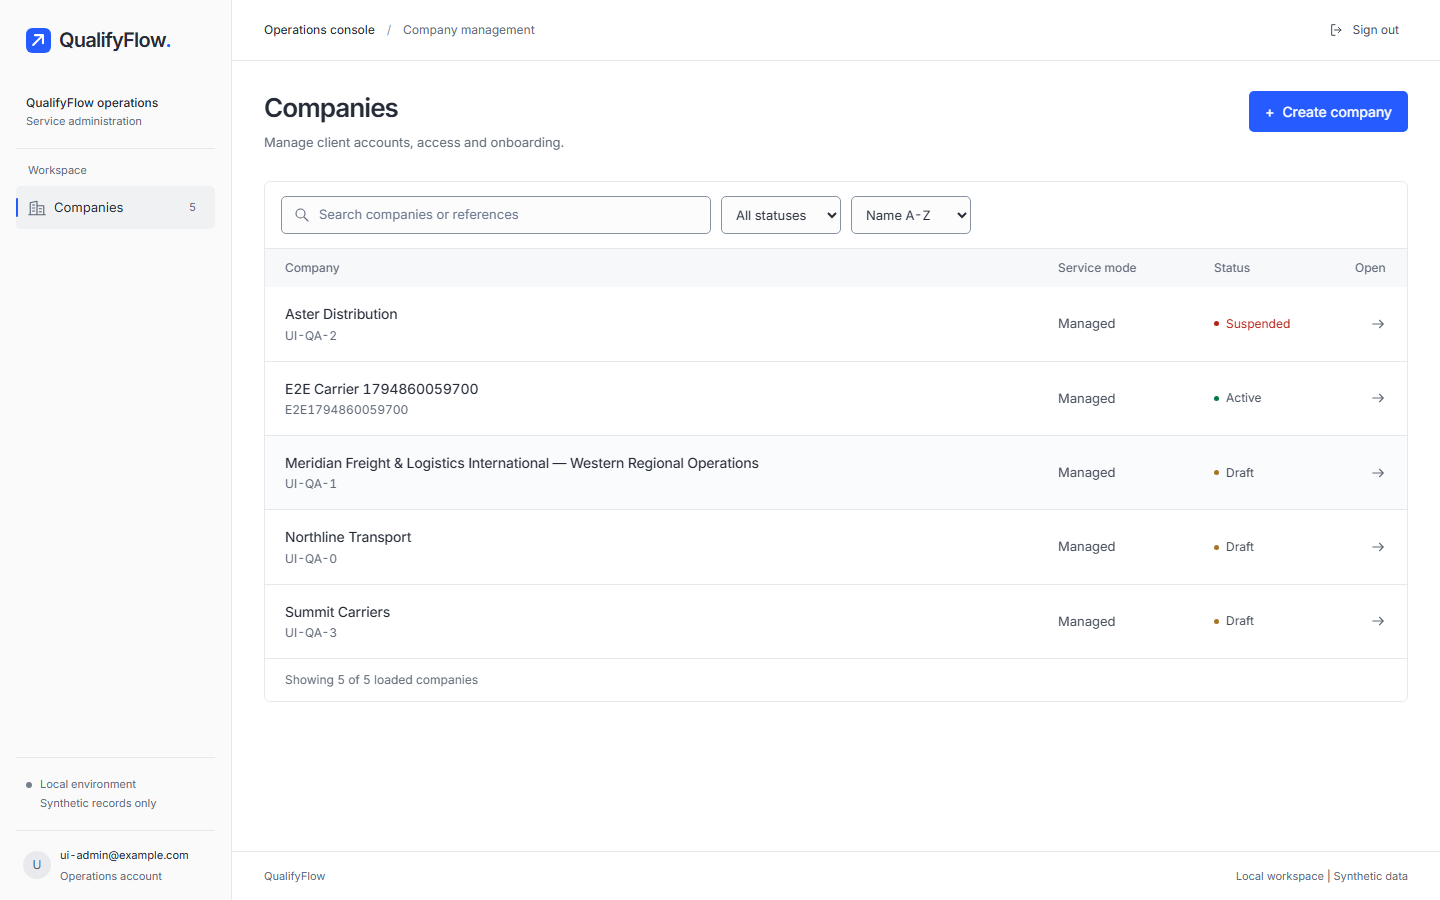 QualifyFlow.
QualifyFlow operations
Service administration
Workspace
Companies 5
Local environment
Synthetic records only
U
ui-admin@example.com
Operations account
Operations console / Company management
Sign out
Companies
Manage client accounts, access and onboarding.
+ Create company
Search companies or references
All statuses
Name A-Z
Company Service mode Status Open
Aster Distribution
UI-QA-2
Managed Suspended
E2E Carrier 1794860059700
E2E1794860059700
Managed Active
Meridian Freight & Logistics International — Western Regional Operations
UI-QA-1
Managed Draft
Northline Transport
UI-QA-0
Managed Draft
Summit Carriers
UI-QA-3
Managed Draft
Showing 5 of 5 loaded companies
QualifyFlow
Local workspace | Synthetic data